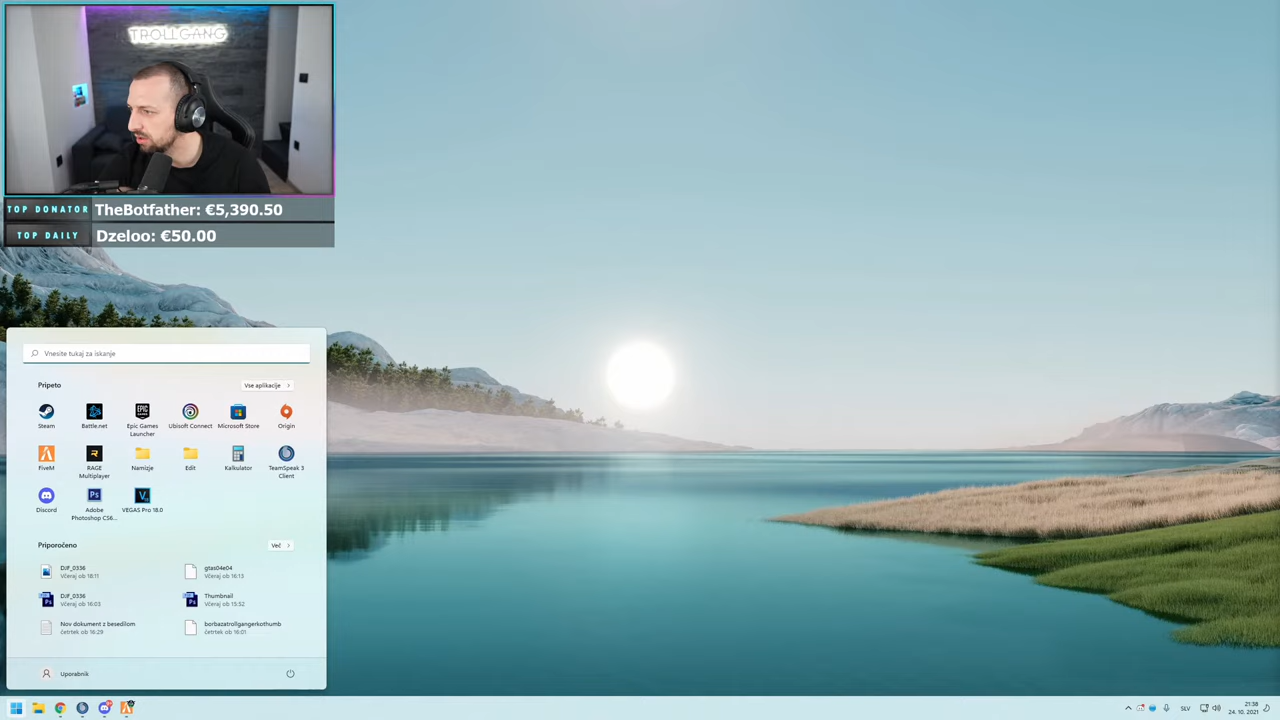 TROLLGANG
TOP DONATOR TheBotfather: €5,390.50
TOP DAILY Dzeloo: €50.00
Vnesite tukaj za iskanje
Pripeto
Vse aplikacije
Steam
Battle.net
Epic Games
Launcher
Ubisoft Connect
Microsoft Store
Origin
FiveM
RAGE
Multiplayer
Namizje
Edit
Kalkulator
TeamSpeak 3
Client
Discord
Adobe
Photoshop CS6...
VEGAS Pro 18.0
Priporočeno
Več
DJF_0336
Včeraj ob 18:11
gtas04e04
Včeraj ob 16:13
DJF_0336
Včeraj ob 16:03
Thumbnail
Včeraj ob 15:52
Nov dokument z besedilom
četrtek ob 16:29
borbazatrollgangerkothumb
četrtek ob 16:01
Uporabnik
SLV
21:38
24. 10. 2021